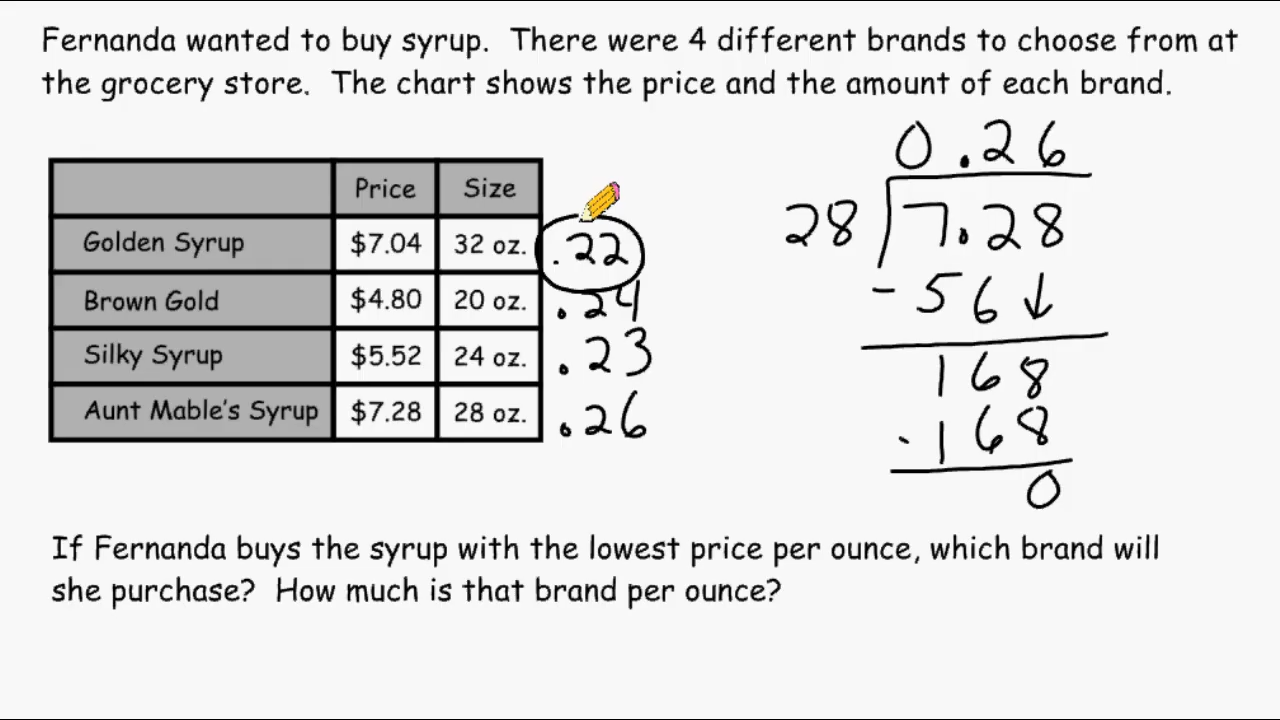 Fernanda wanted to buy syrup. There were 4 different brands to choose from at
the grocery store. The chart shows the price and the amount of each brand.
Price Size
Golden Syrup $7.04 32 oz. .22
Brown Gold $4.80 20 oz. .24
Silky Syrup $5.52 24 oz. .23
Aunt Mable's Syrup $7.28 28 oz. .26
0.26
28 7.28
- 56↓
168
-168
0
If Fernanda buys the syrup with the lowest price per ounce, which brand will
she purchase? How much is that brand per ounce?